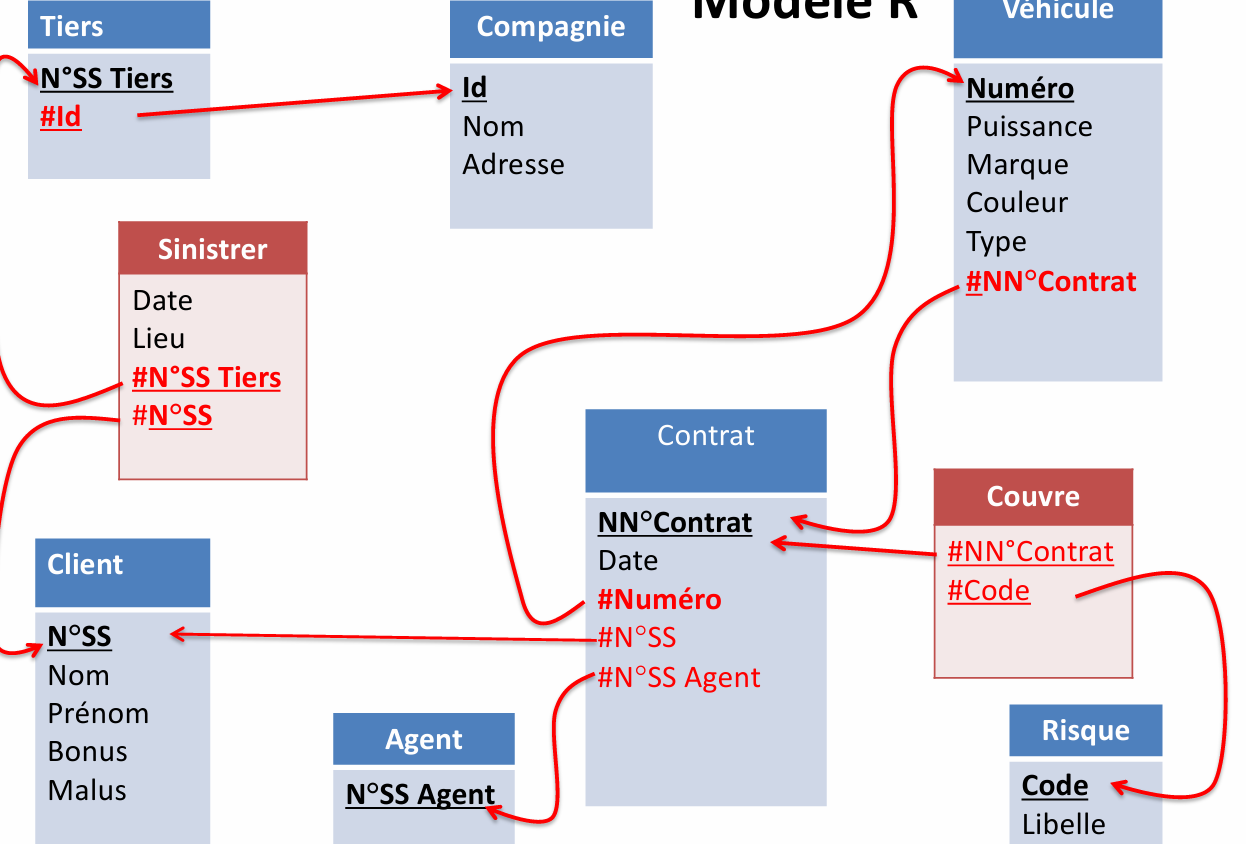 Modèle R
Tiers
N°SS Tiers
#Id
Compagnie
Id
Nom
Adresse
Véhicule
Numéro
Puissance
Marque
Couleur
Type
#NN°Contrat
Sinistrer
Date
Lieu
#N°SS Tiers
#N°SS
Contrat
NN°Contrat
Date
#Numéro
#N°SS
#N°SS Agent
Couvre
#NN°Contrat
#Code
Client
N°SS
Nom
Prénom
Bonus
Malus
Agent
N°SS Agent
Risque
Code
Libelle